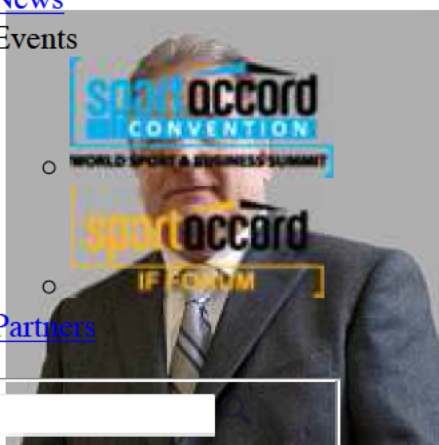 News
Events
sportaccord
CONVENTION
WORLD SPORT & BUSINESS SUMMIT
sportaccord
IF FORUM
Partners